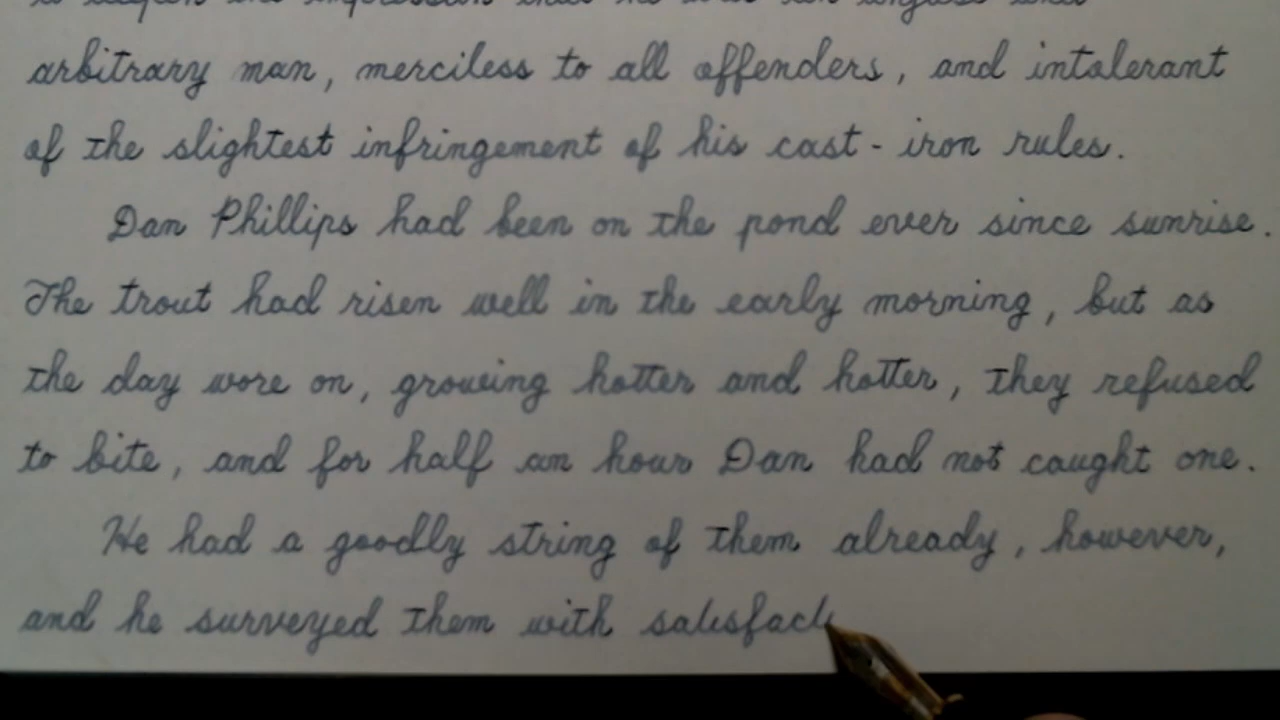 arbitrary man, merciless to all offenders, and intolerant
of the slightest infringement of his cast-iron rules.
Dan Phillips had been on the pond ever since sunrise.
The trout had risen well in the early morning, but as
the day wore on, growing hotter and hotter, they refused
to bite, and for half an hour Dan had not caught one.
He had a goodly string of them already, however,
and he surveyed them with